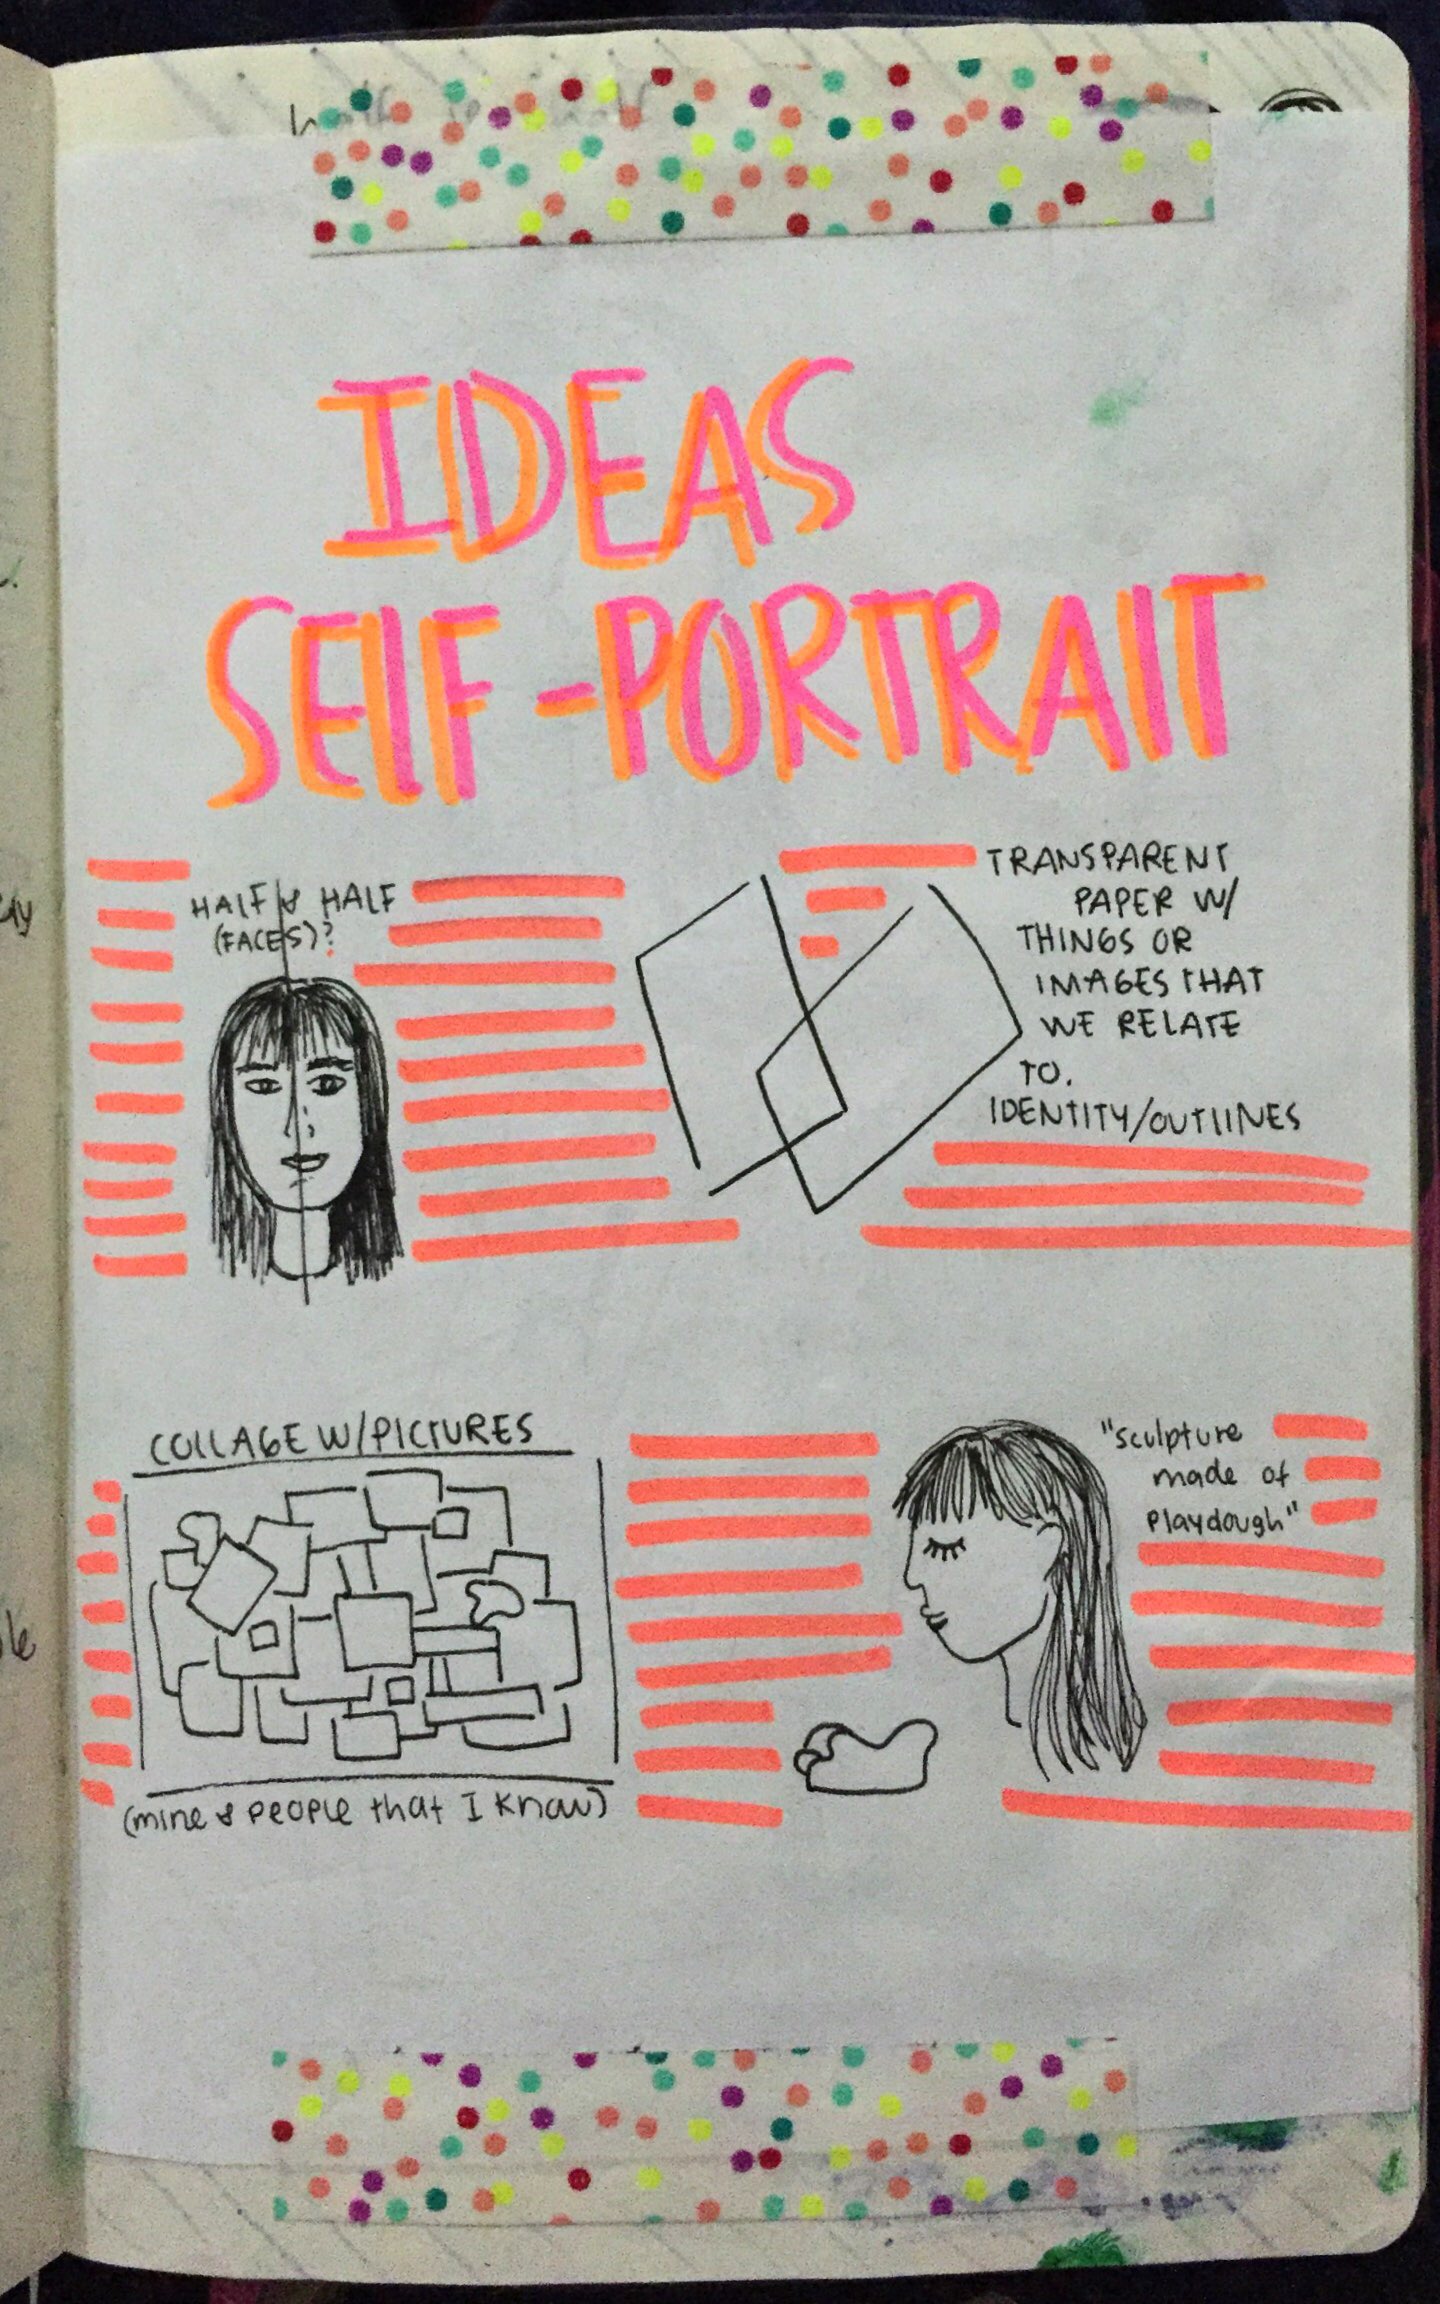 IDEAS
SELF-PORTRAIT
HALF & HALF
(FACES)?
TRANSPARENT
PAPER W/
THINGS OR
IMAGES THAT
WE RELATE
TO.
IDENTITY/OUTLINES
COLLAGE W/PICTURES
(mine & PEOPLE that I Know)
"sculpture
made of
playdough"